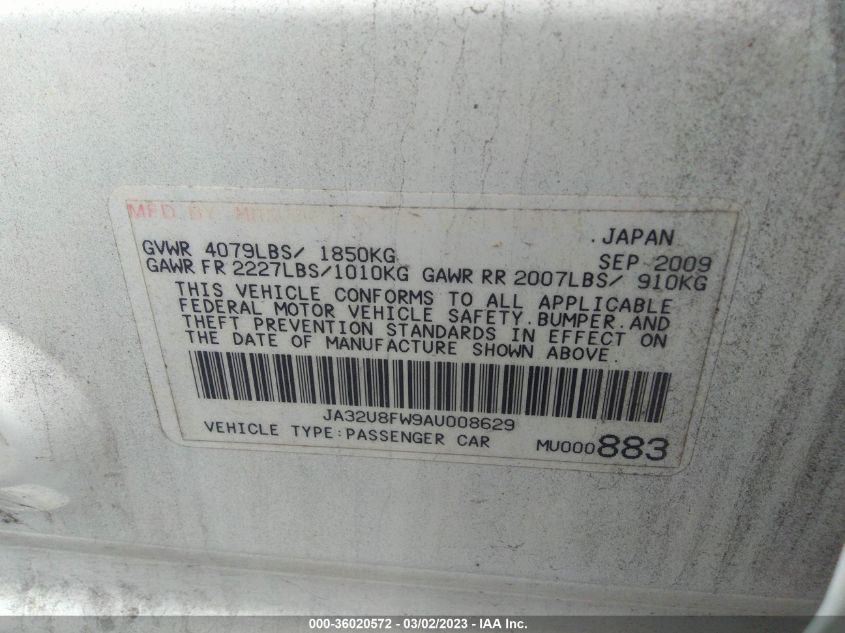 MFD BY
.JAPAN
GVWR 4079LBS/ 1850KG SEP 2009
GAWR FR 2227LBS/1010KG GAWR RR 2007LBS/ 910KG
THIS VEHICLE CONFORMS TO ALL APPLICABLE
FEDERAL MOTOR VEHICLE SAFETY.BUMPER.AND
THEFT PREVENTION STANDARDS IN EFFECT ON
THE DATE OF MANUFACTURE SHOWN ABOVE.
JA32U8FW9AU008629
VEHICLE TYPE:PASSENGER CAR MU000883
000-36020572 - 03/02/2023 - IAA Inc.